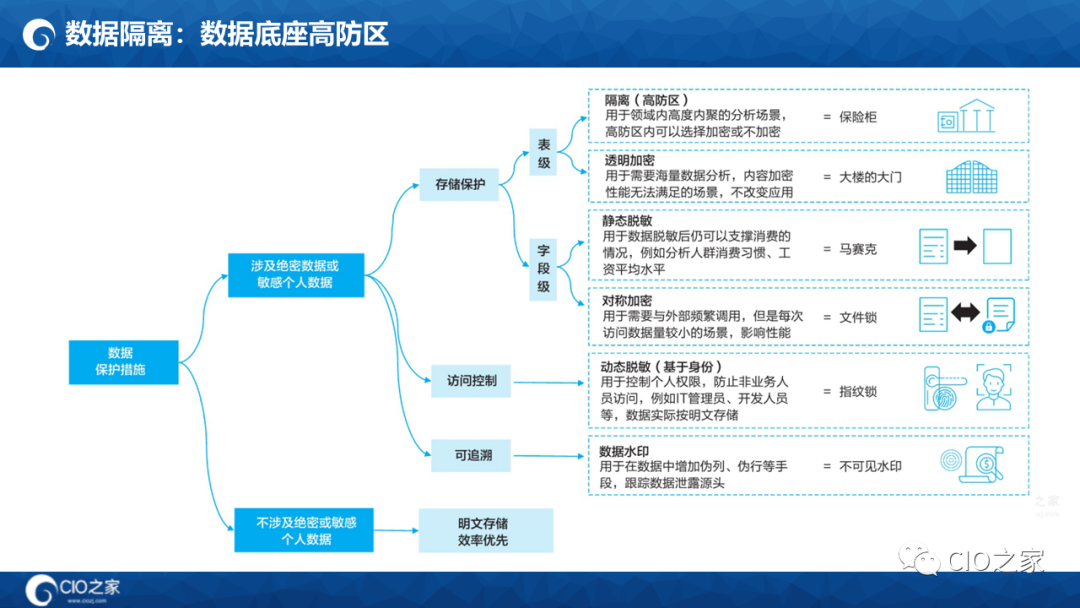 数据隔离：数据底座高防区
隔离（高防区）
用于领域内高度内聚的分析场景，
高防区内可以选择加密或不加密
= 保险柜
表
级
透明加密
用于需要海量数据分析，内容加密
性能无法满足的场景，不改变应用
= 大楼的大门
存储保护
静态脱敏
用于数据脱敏后仍可以支撑消费的
情况，例如分析人群消费习惯、工
资平均水平
= 马赛克
字
段
级
涉及绝密数据或
敏感个人数据
对称加密
用于需要与外部频繁调用，但是每次
访问数据量较小的场景，影响性能
= 文件锁
数据
保护措施
访问控制
动态脱敏（基于身份）
用于控制个人权限，防止非业务人
员访问，例如IT管理员、开发人员
等，数据实际按明文存储
= 指纹锁
可追溯
数据水印
用于在数据中增加伪列、伪行等手
段，跟踪数据泄露源头
= 不可见水印
不涉及绝密或敏感
个人数据
明文存储
效率优先
之家
CIO之家
CIO之家
www.ciozj.com